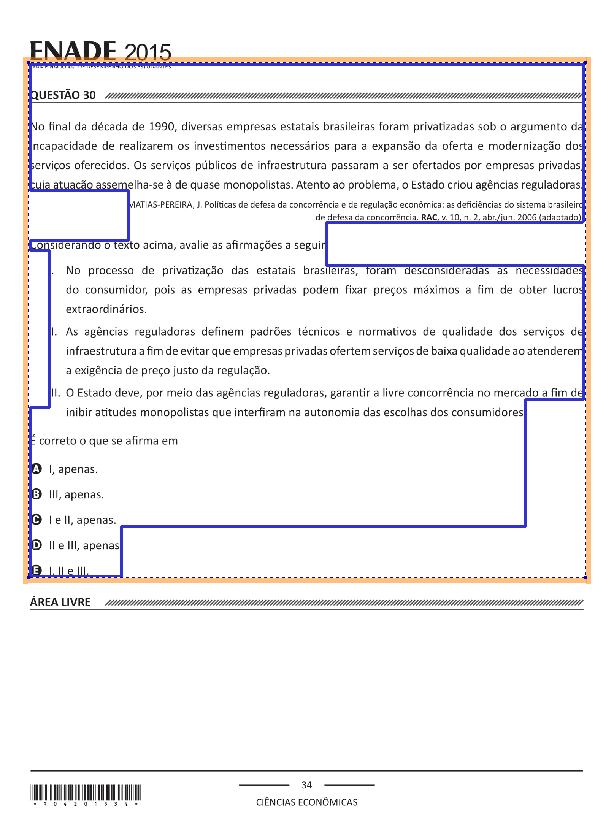 ENADE 2015
QUESTÃO 30
No final da década de 1990, diversas empresas estatais brasileiras foram privatizadas sob o argumento da
incapacidade de realizarem os investimentos necessários para a expansão da oferta e modernização dos
serviços oferecidos. Os serviços públicos de infraestrutura passaram a ser ofertados por empresas privadas,
cuja atuação assemelha-se à de quase monopolistas. Atento ao problema, o Estado criou agências reguladoras.
MATIAS-PEREIRA, J. Políticas de defesa da concorrência e de regulação econômica: as deficiências do sistema brasileiro
de defesa da concorrência. RAC, v. 10, n. 2, abr./jun. 2006 (adaptado).
Considerando o texto acima, avalie as afirmações a seguir
I. No processo de privatização das estatais brasileiras, foram desconsideradas as necessidades
do consumidor, pois as empresas privadas podem fixar preços máximos a fim de obter lucros
extraordinários.
II. As agências reguladoras definem padrões técnicos e normativos de qualidade dos serviços de
infraestrutura a fim de evitar que empresas privadas ofertem serviços de baixa qualidade ao atenderem
a exigência de preço justo da regulação.
III. O Estado deve, por meio das agências reguladoras, garantir a livre concorrência no mercado a fim de
inibir atitudes monopolistas que interfiram na autonomia das escolhas dos consumidores
É correto o que se afirma em
A I, apenas.
B III, apenas.
C I e II, apenas.
D II e III, apenas
E I, II e III.
ÁREA LIVRE
34
CIÊNCIAS ECONÔMICAS